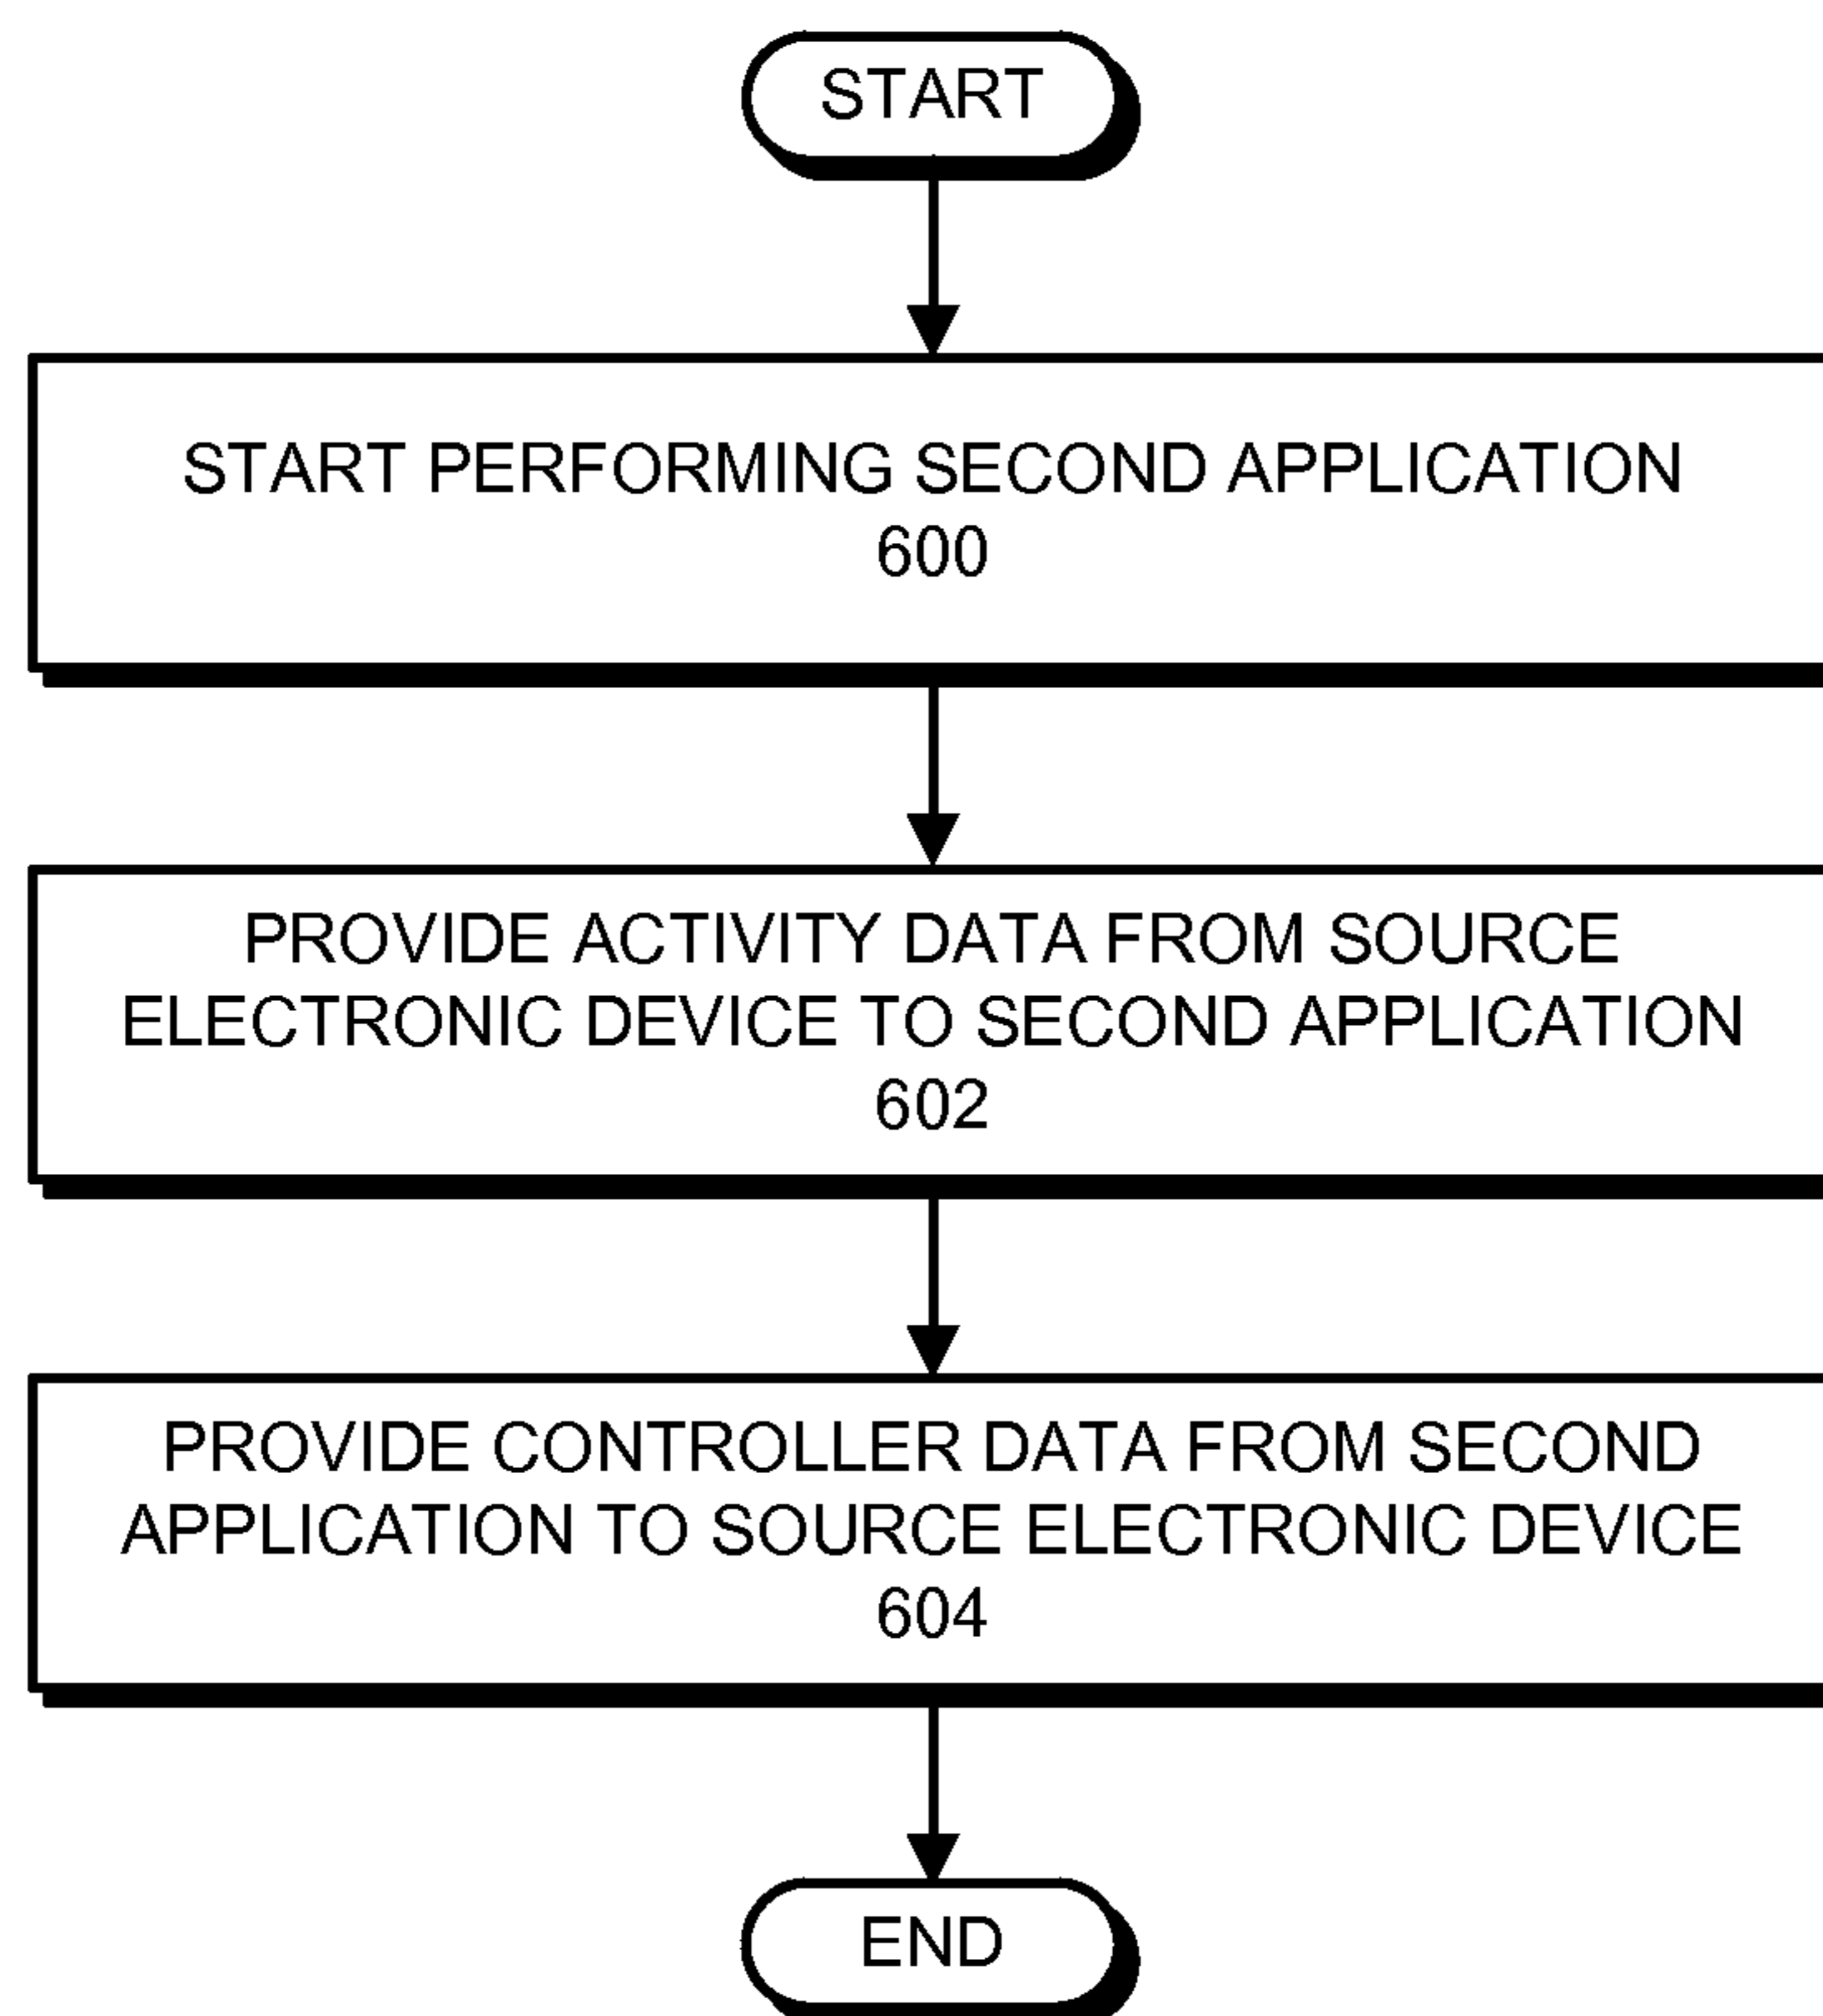 START
START PERFORMING SECOND APPLICATION
600
PROVIDE ACTIVITY DATA FROM SOURCE
ELECTRONIC DEVICE TO SECOND APPLICATION
602
PROVIDE CONTROLLER DATA FROM SECOND
APPLICATION TO SOURCE ELECTRONIC DEVICE
604
END